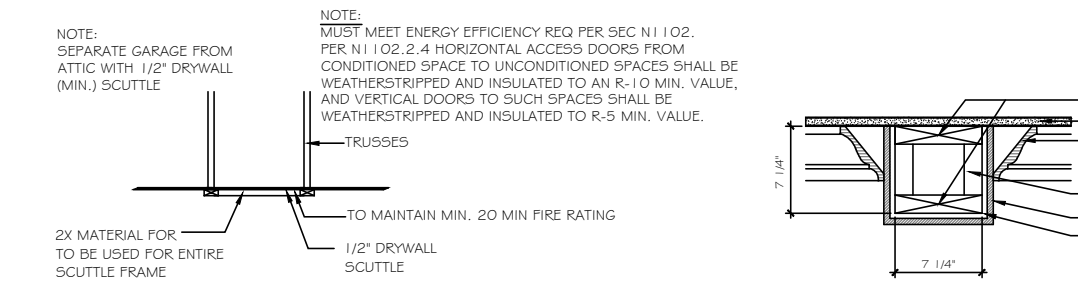 NOTE:
SEPARATE GARAGE FROM
ATTIC WITH 1/2" DRYWALL
(MIN.) SCUTTLE
NOTE:
MUST MEET ENERGY EFFICIENCY REQ PER SEC N1102.
PER N1102.2.4 HORIZONTAL ACCESS DOORS FROM
CONDITIONED SPACE TO UNCONDITIONED SPACES SHALL BE
WEATHERSTRIPPED AND INSULATED TO AN R-10 MIN. VALUE,
AND VERTICAL DOORS TO SUCH SPACES SHALL BE
WEATHERSTRIPPED AND INSULATED TO R-5 MIN. VALUE.
TRUSSES
TO MAINTAIN MIN. 20 MIN FIRE RATING
2X MATERIAL FOR
TO BE USED FOR ENTIRE
SCUTTLE FRAME
1/2" DRYWALL
SCUTTLE
7 1/4"
7 1/4"